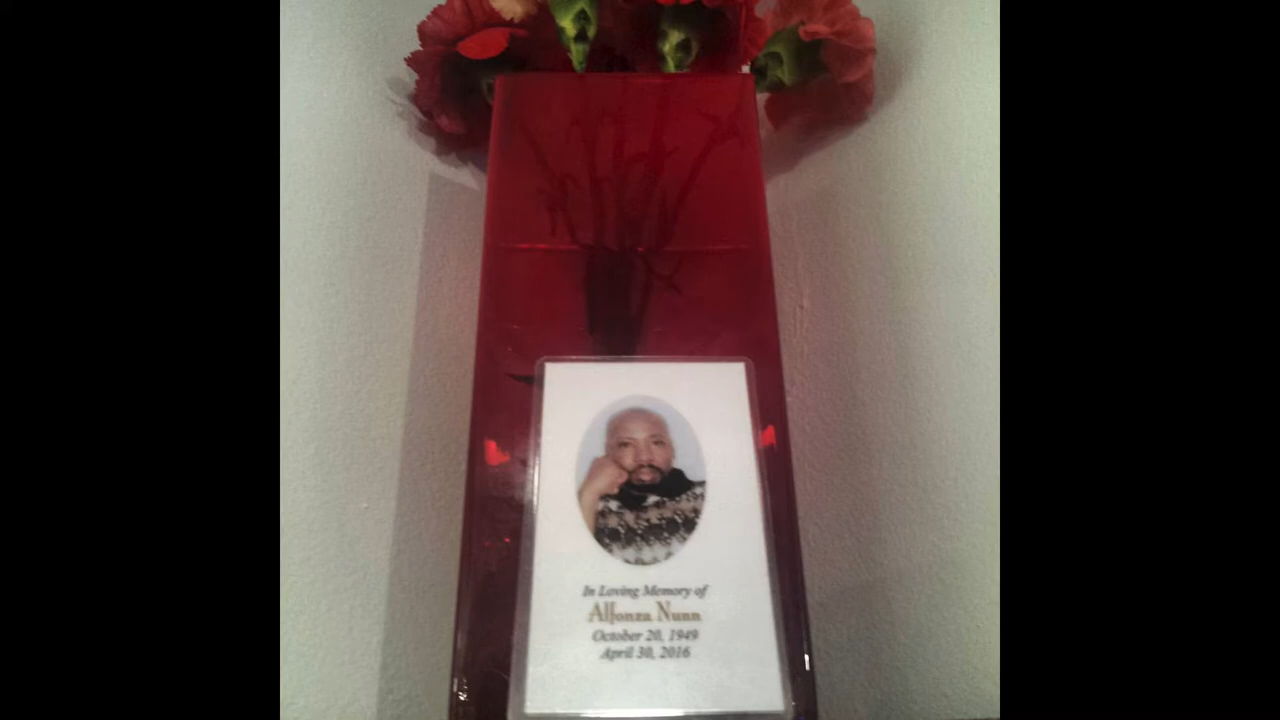 In Loving Memory of
Alfonza Nunn
October 20, 1949
April 30, 2016